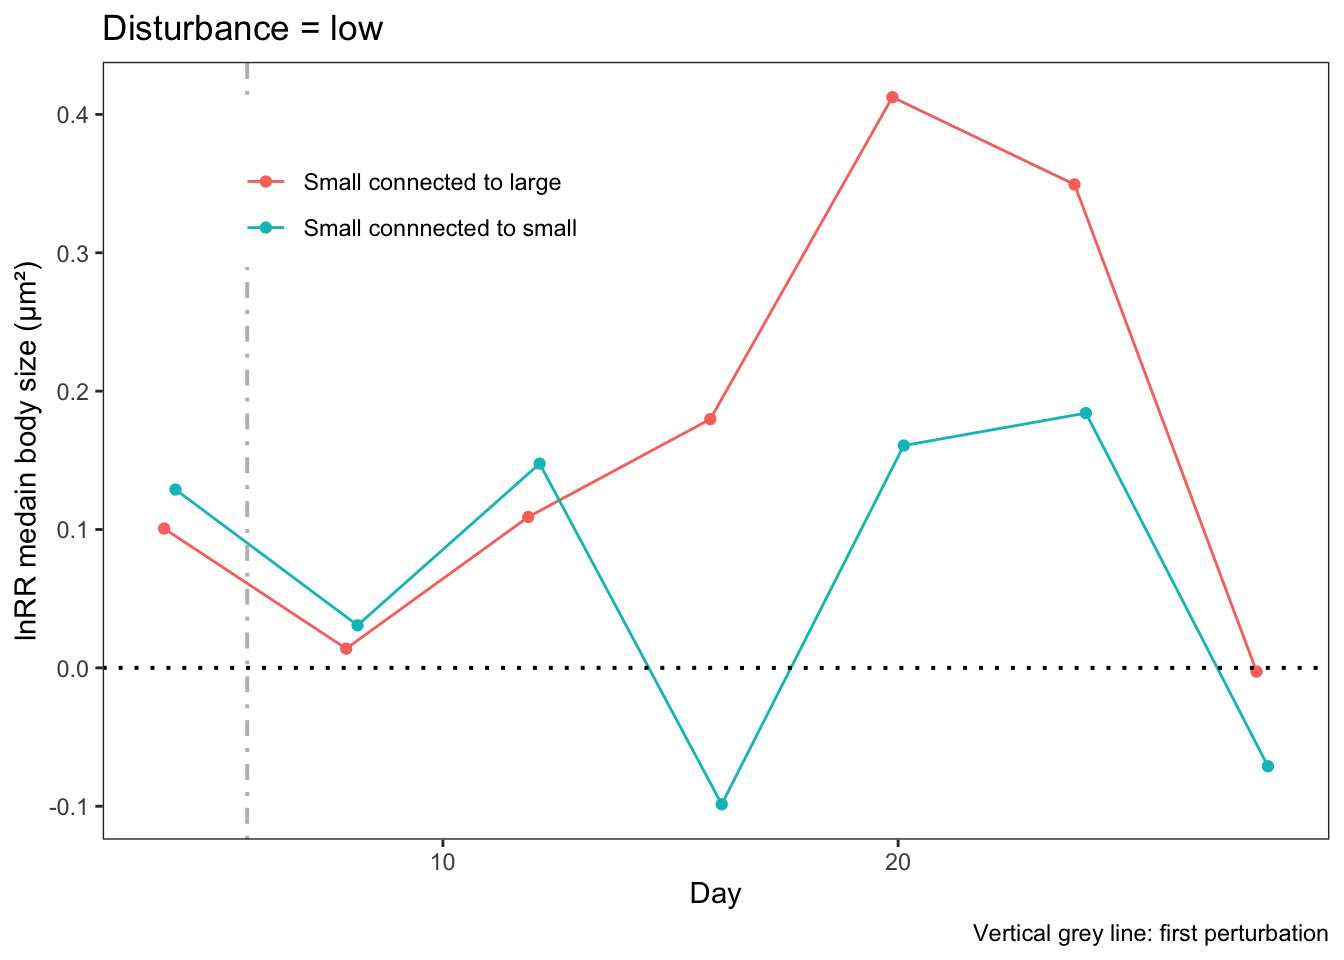 Disturbance = low
lnRR medain body size (μm²)
0.4
0.3
0.2
0.1
0.0
-0.1
Small connected to large
Small connnected to small
10
20
Day
Vertical grey line: first perturbation